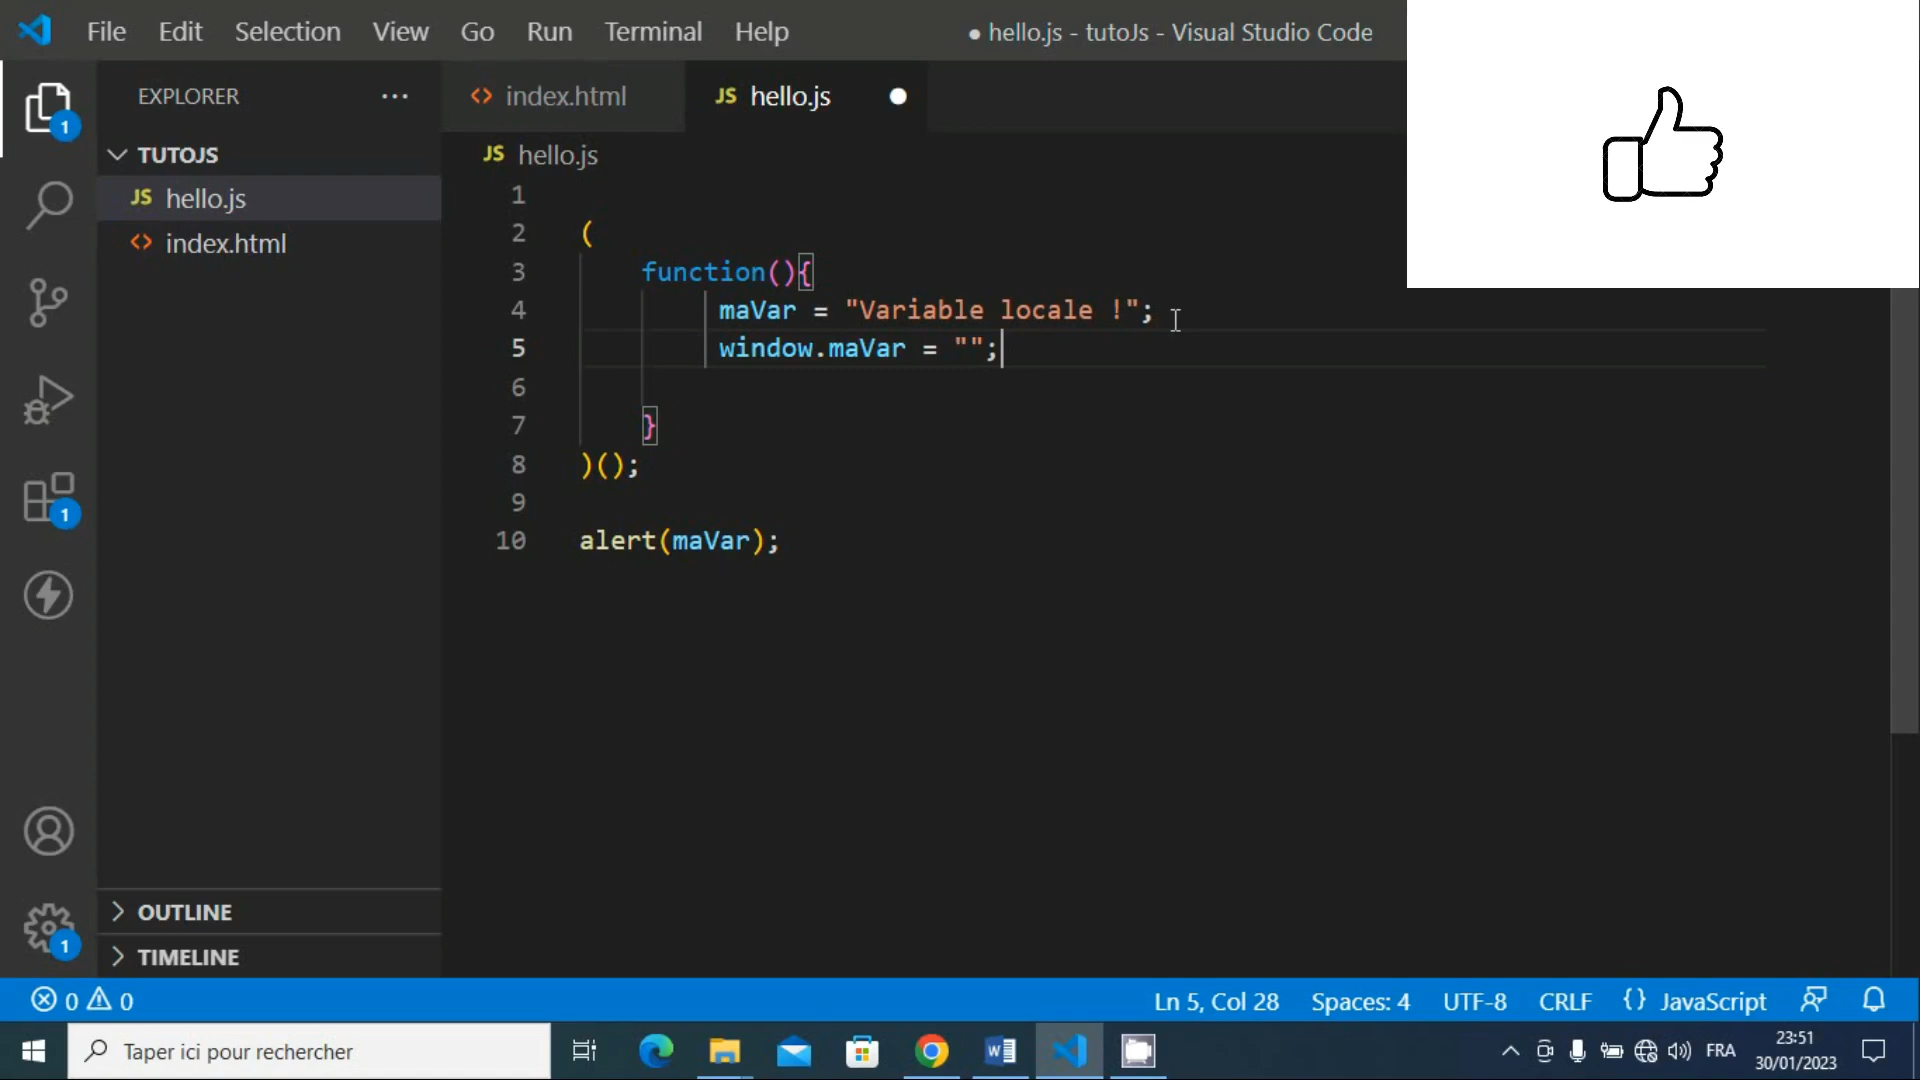 File Edit Selection View Go Run Terminal Help
● hello.js - tutoJs - Visual Studio Code
EXPLORER ···
index.html
JS hello.js
1
TUTOJS
JS hello.js
JS hello.js
index.html
1
2 (
3 function(){
4 maVar = "Variable locale !";
5 window.maVar = "";
6
7 }
8 )();
9
10 alert(maVar);
1
OUTLINE
1
TIMELINE
0 0
Ln 5, Col 28 Spaces: 4 UTF-8 CRLF {} JavaScript
Taper ici pour rechercher
FRA
23:51
30/01/2023